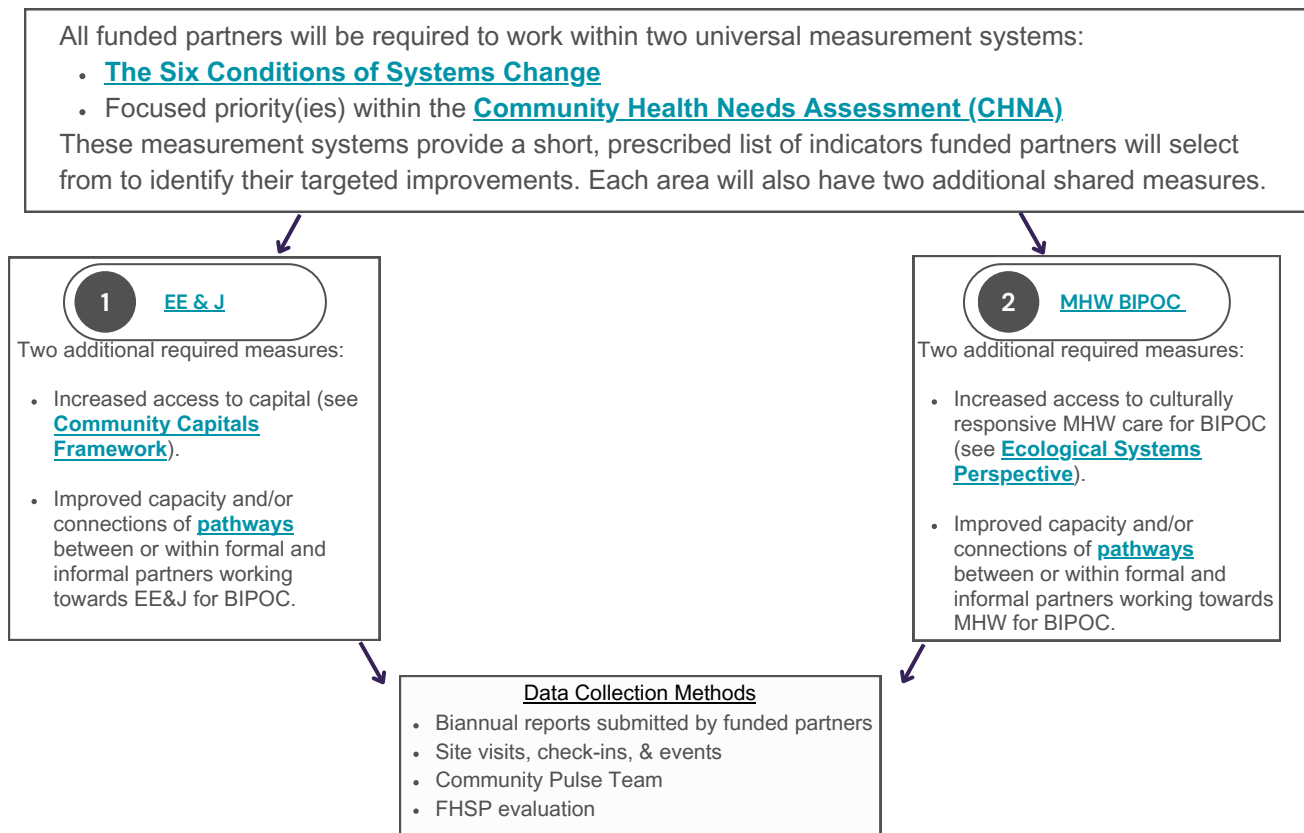 All funded partners will be required to work within two universal measurement systems:
• The Six Conditions of Systems Change
• Focused priority(ies) within the Community Health Needs Assessment (CHNA)
These measurement systems provide a short, prescribed list of indicators funded partners will select
from to identify their targeted improvements. Each area will also have two additional shared measures.
1 EE & J
Two additional required measures:
• Increased access to capital (see
Community Capitals
Framework).
• Improved capacity and/or
connections of pathways
between or within formal and
informal partners working
towards EE&J for BIPOC.
2 MHW BIPOC
Two additional required measures:
• Increased access to culturally
responsive MHW care for BIPOC
(see Ecological Systems
Perspective).
• Improved capacity and/or
connections of pathways
between or within formal and
informal partners working towards
MHW for BIPOC.
Data Collection Methods
• Biannual reports submitted by funded partners
• Site visits, check-ins, & events
• Community Pulse Team
• FHSP evaluation